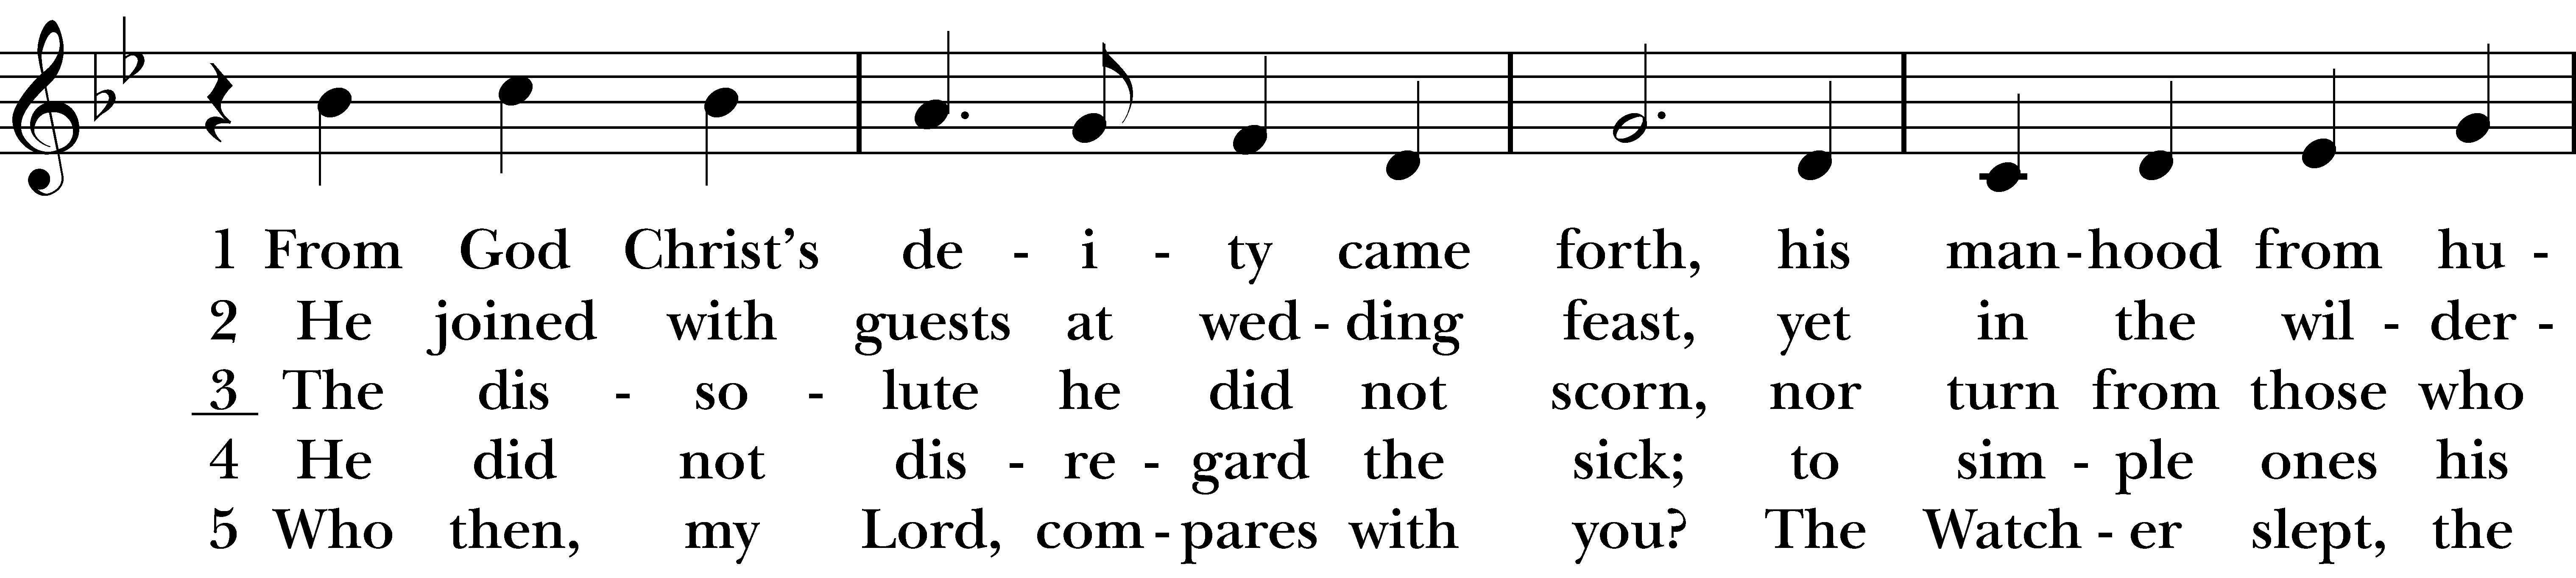 1 From God Christ’s de - i - ty came forth, his man - hood from hu -
2 He joined with guests at wed - ding feast, yet in the wil - der -
3 The dis - so - lute he did not scorn, nor turn from those who
4 He did not dis - re - gard the sick; to sim - ple ones his
5 Who then, my Lord, com - pares with you? The Watch - er slept, the